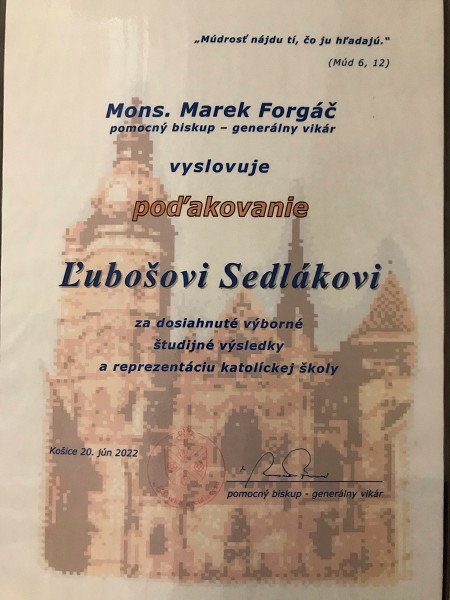 „Múdrosť nájdu tí, čo ju hľadajú.“
(Múd 6, 12)
Mons. Marek Forgáč
pomocný biskup – generálny vikár
vyslovuje
poďakovanie
Ľubošovi Sedlákovi
za dosiahnuté výborné
študijné výsledky
a reprezentáciu katolíckej školy
Košice 20. jún 2022
pomocný biskup - generálny vikár